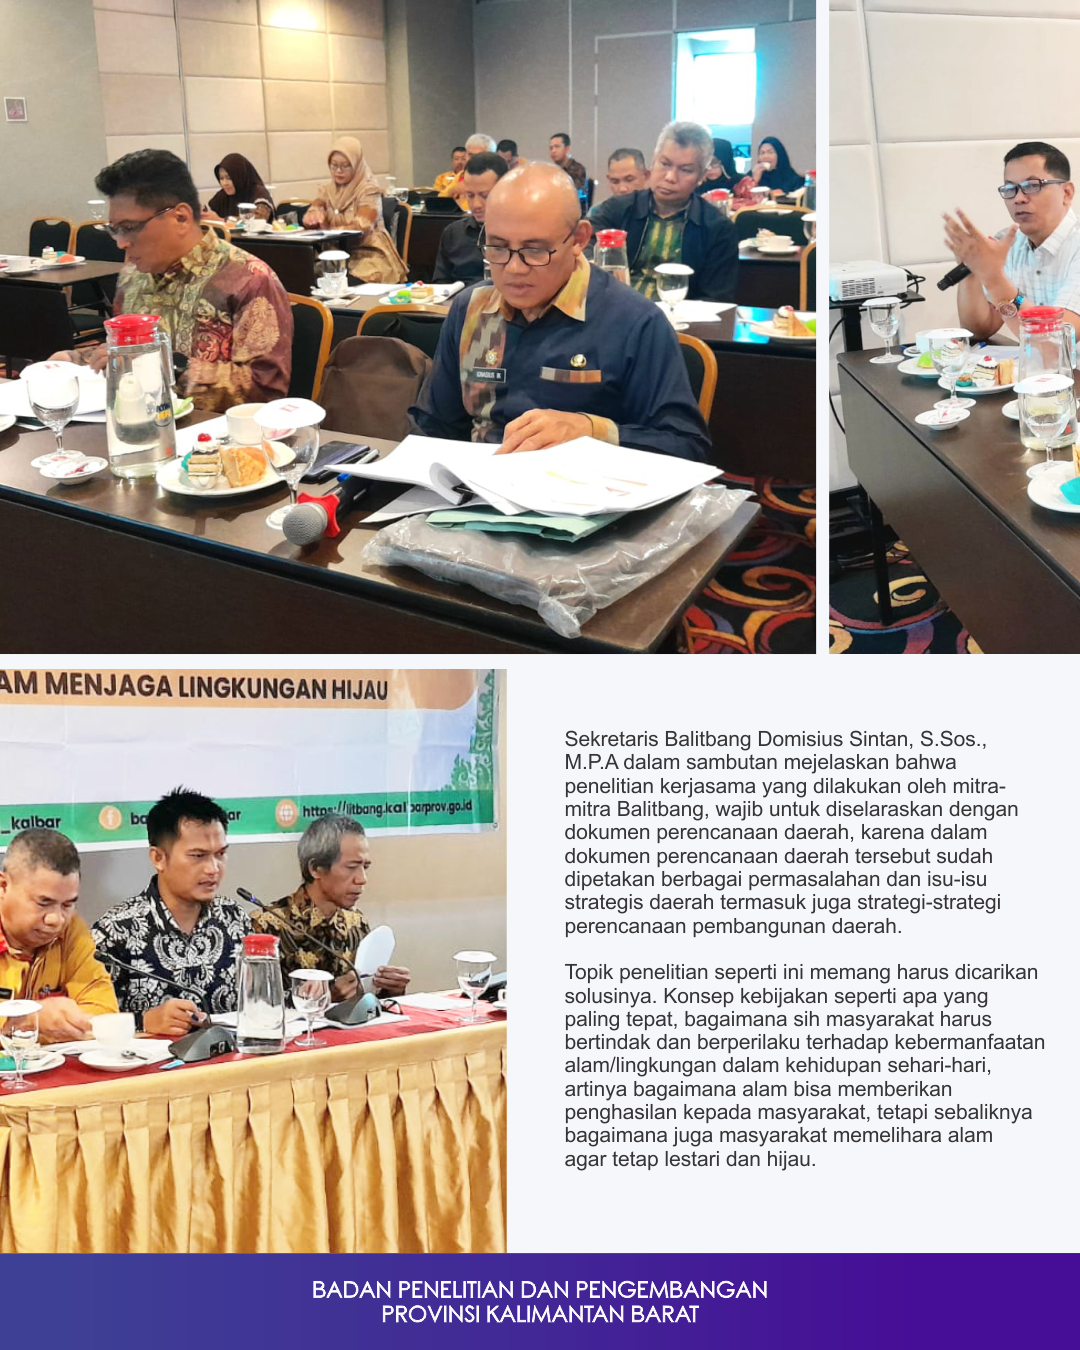 AM MENJAGA LINGKUNGAN HIJAU
_kalbar
ba
ar
https://litbang.kalbarprov.go.id
Sekretaris Balitbang Domisius Sintan, S.Sos.,
M.P.A dalam sambutan mejelaskan bahwa
penelitian kerjasama yang dilakukan oleh mitra-
mitra Balitbang, wajib untuk diselaraskan dengan
dokumen perencanaan daerah, karena dalam
dokumen perencanaan daerah tersebut sudah
dipetakan berbagai permasalahan dan isu-isu
strategis daerah termasuk juga strategi-strategi
perencanaan pembangunan daerah.
Topik penelitian seperti ini memang harus dicarikan
solusinya. Konsep kebijakan seperti apa yang
paling tepat, bagaimana sih masyarakat harus
bertindak dan berperilaku terhadap kebermanfaatan
alam/lingkungan dalam kehidupan sehari-hari,
artinya bagaimana alam bisa memberikan
penghasilan kepada masyarakat, tetapi sebaliknya
bagaimana juga masyarakat memelihara alam
agar tetap lestari dan hijau.
BADAN PENELITIAN DAN PENGEMBANGAN
PROVINSI KALIMANTAN BARAT